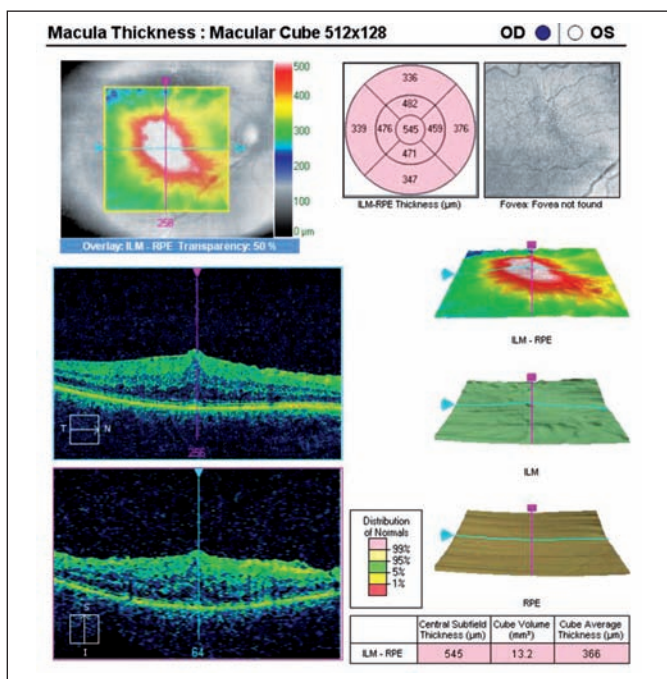 Macula Thickness : Macular Cube 512x128
OD OS
500
400
300
200
100
0 µm
258
Overlay: ILM - RPE Transparency: 50 %
336
482
339 476 545 459 376
471
347
ILM-RPE Thickness (µm)
Fovea: Fovea not found
ILM - RPE
T N
256
ILM
S
I
64
Distribution
of Normals
99%
95%
5%
1%
RPE
Central Subfield Thickness (µm)
Cube Volume (mm³)
Cube Average Thickness (µm)
ILM - RPE 545 13.2 366